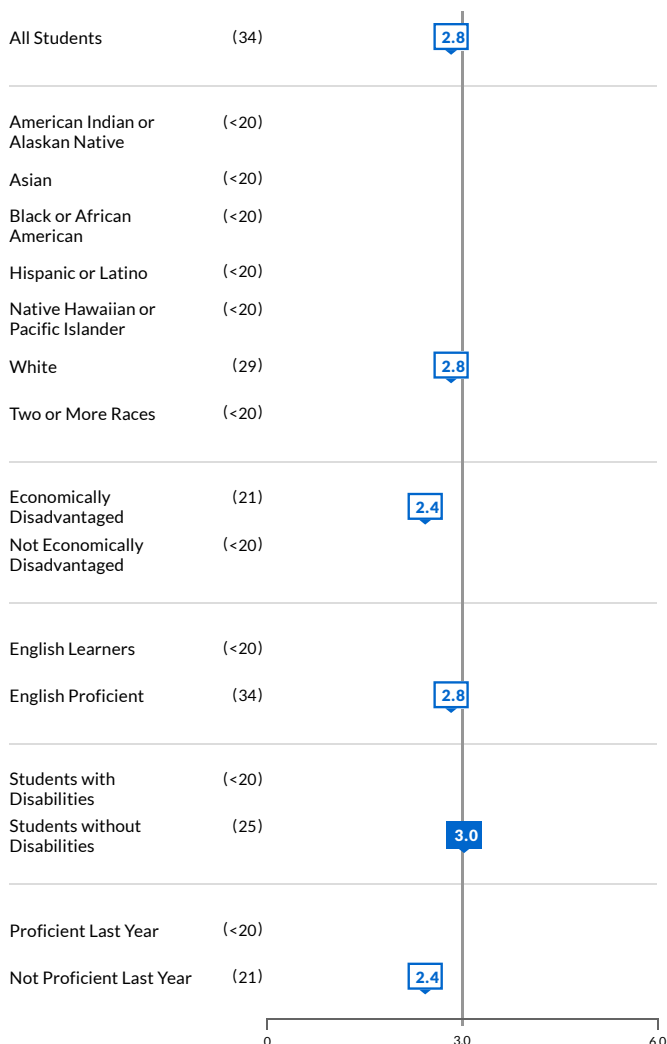 All Students (34) 2.8
American Indian or (<20)
Alaskan Native
Asian (<20)
Black or African (<20)
American
Hispanic or Latino (<20)
Native Hawaiian or (<20)
Pacific Islander
White (29) 2.8
Two or More Races (<20)
Economically (21) 2.4
Disadvantaged
Not Economically (<20)
Disadvantaged
English Learners (<20)
English Proficient (34) 2.8
Students with (<20)
Disabilities
Students without (25) 3.0
Disabilities
Proficient Last Year (<20)
Not Proficient Last Year (21) 2.4
0 3.0 6.0